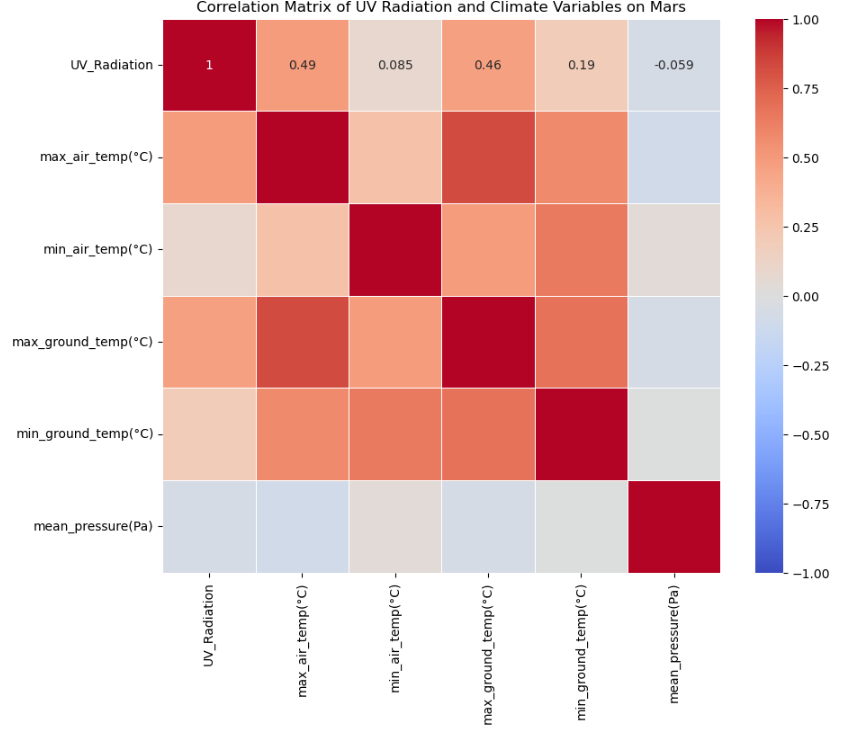 Correlation Matrix of UV Radiation and Climate Variables on Mars
UV_Radiation
1
0.49
0.085
0.46
0.19
-0.059
max_air_temp(°C)
min_air_temp(°C)
max_ground_temp(°C)
min_ground_temp(°C)
mean_pressure(Pa)
UV_Radiation
max_air_temp(°C)
min_air_temp(°C)
max_ground_temp(°C)
min_ground_temp(°C)
mean_pressure(Pa)
1.00
0.75
0.50
0.25
0.00
−0.25
−0.50
−0.75
−1.00